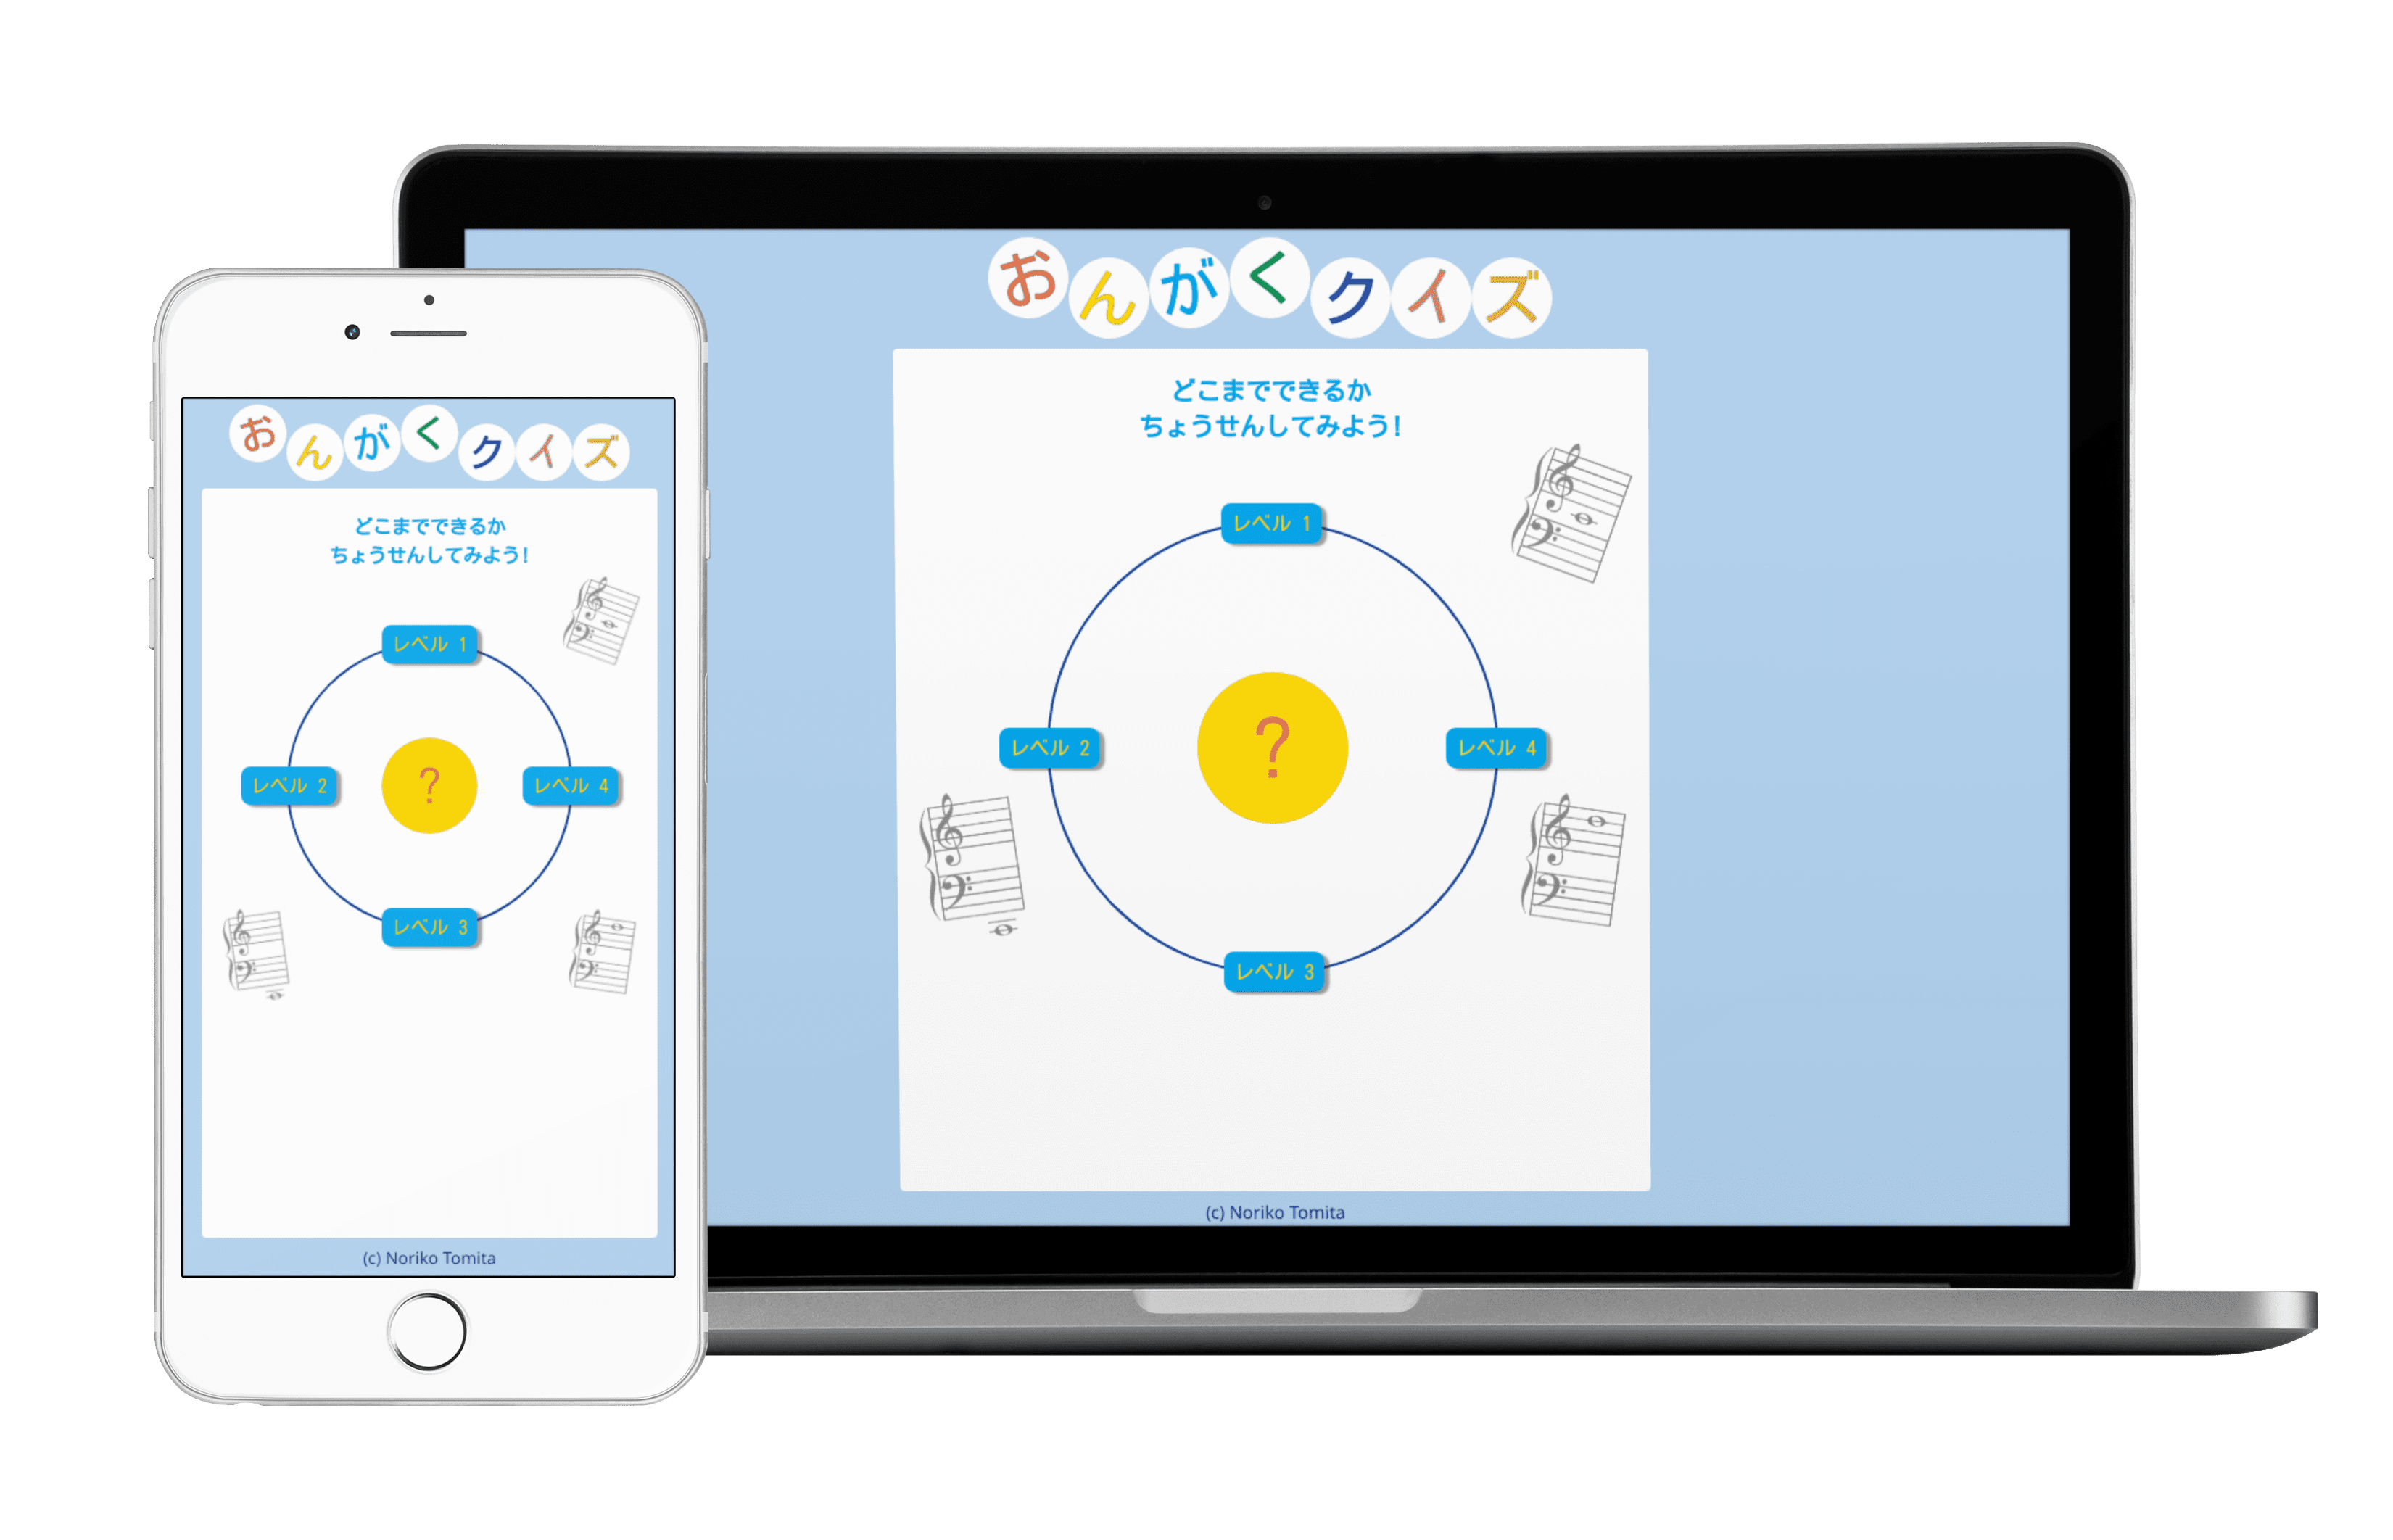 おんがくクイズ
どこまでできるか
ちょうせんしてみよう!
レベル 1
?
レベル 2
レベル 4
レベル 3
(c) Noriko Tomita
おんがくクイズ
どこまでできるか
ちょうせんしてみよう!
レベル 1
?
レベル 2
レベル 4
レベル 3
(c) Noriko Tomita